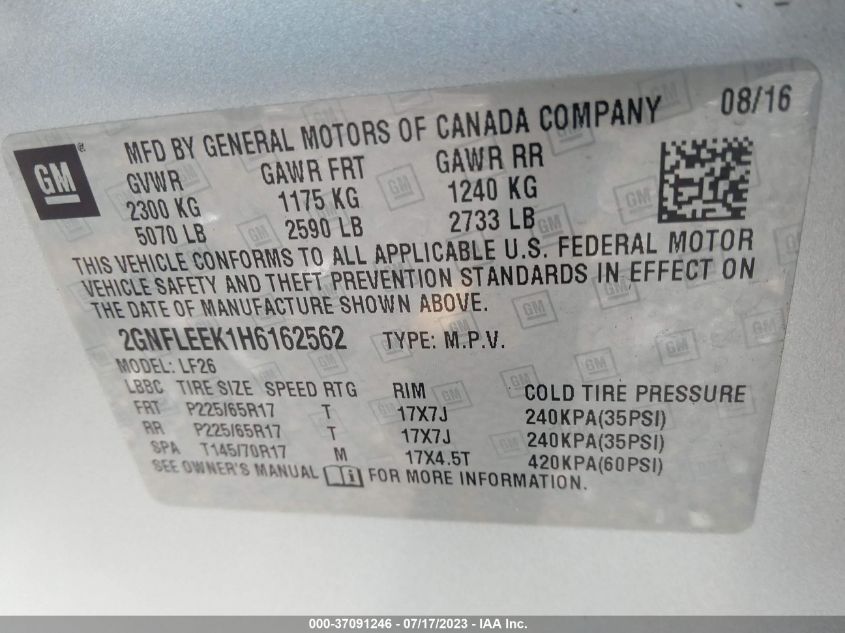 08/16
MFD BY GENERAL MOTORS OF CANADA COMPANY
GM ®
GVWR GAWR FRT GAWR RR
2300 KG 1175 KG 1240 KG
5070 LB 2590 LB 2733 LB
THIS VEHICLE CONFORMS TO ALL APPLICABLE U.S. FEDERAL MOTOR
VEHICLE SAFETY AND THEFT PREVENTION STANDARDS IN EFFECT ON
THE DATE OF MANUFACTURE SHOWN ABOVE.
2GNFLEEK1H6162562 TYPE: M.P.V.
MODEL: LF26
LBBC TIRE SIZE SPEED RTG RIM COLD TIRE PRESSURE
FRT P225/65R17 T 17X7J 240KPA(35PSI)
RR P225/65R17 T 17X7J 240KPA(35PSI)
SPA T145/70R17 M 17X4.5T 420KPA(60PSI)
SEE OWNER'S MANUAL i FOR MORE INFORMATION.
000-37091246 - 07/17/2023 - IAA Inc.